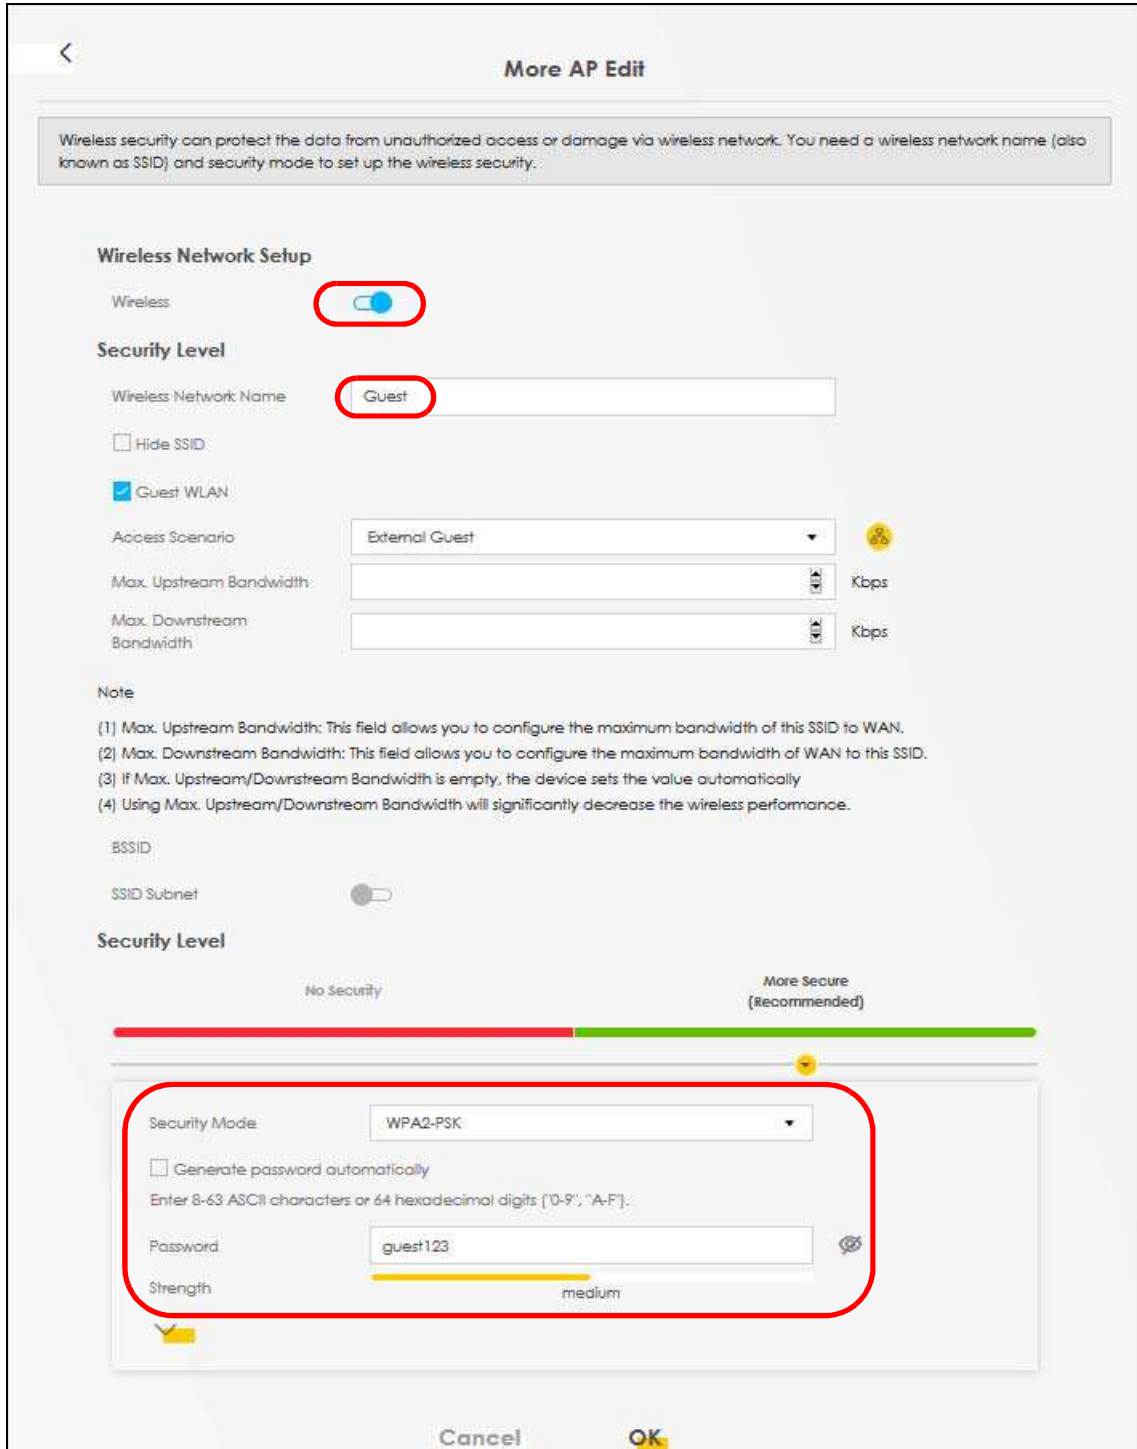 More AP Edit
Wireless security can protect the data from unauthorized access or damage via wireless network. You need a wireless network name (also
known as SSID) and security mode to set up the wireless security.
Wireless Network Setup
Wireless
Security Level
Wireless Network Name Guest
Hide SSID
Guest WLAN
Access Scenario External Guest
Max. Upstream Bandwidth Kbps
Max. Downstream
Bandwidth Kbps
Note
(1) Max. Upstream Bandwidth: This field allows you to configure the maximum bandwidth of this SSID to WAN.
(2) Max. Downstream Bandwidth: This field allows you to configure the maximum bandwidth of WAN to this SSID.
(3) If Max. Upstream/Downstream Bandwidth is empty, the device sets the value automatically
(4) Using Max. Upstream/Downstream Bandwidth will significantly decrease the wireless performance.
BSSID
SSID Subnet
Security Level
No Security
More Secure
(Recommended)
Security Mode WPA2-PSK
Generate password automatically
Enter 8-63 ASCII characters or 64 hexadecimal digits ("0-9", "A-F").
Password guest123
Strength
medium
Cancel OK